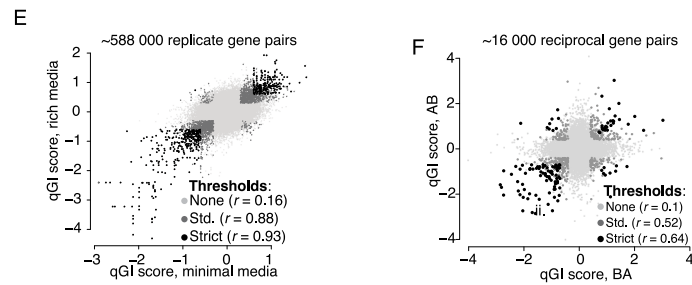 E
~588 000 replicate gene pairs
qGI score, rich media
2
1
0
−1
−2
−3
−4
Thresholds:
None (r = 0.16)
Std. (r = 0.88)
Strict (r = 0.93)
−3 −2 −1 0 1
qGI score, minimal media
F
~16 000 reciprocal gene pairs
qGI score, AB
4
2
0
−2
−4
Thresholds:
None (r = 0.1)
Std. (r = 0.52)
Strict (r = 0.64)
−4 −2 0 2 4
qGI score, BA